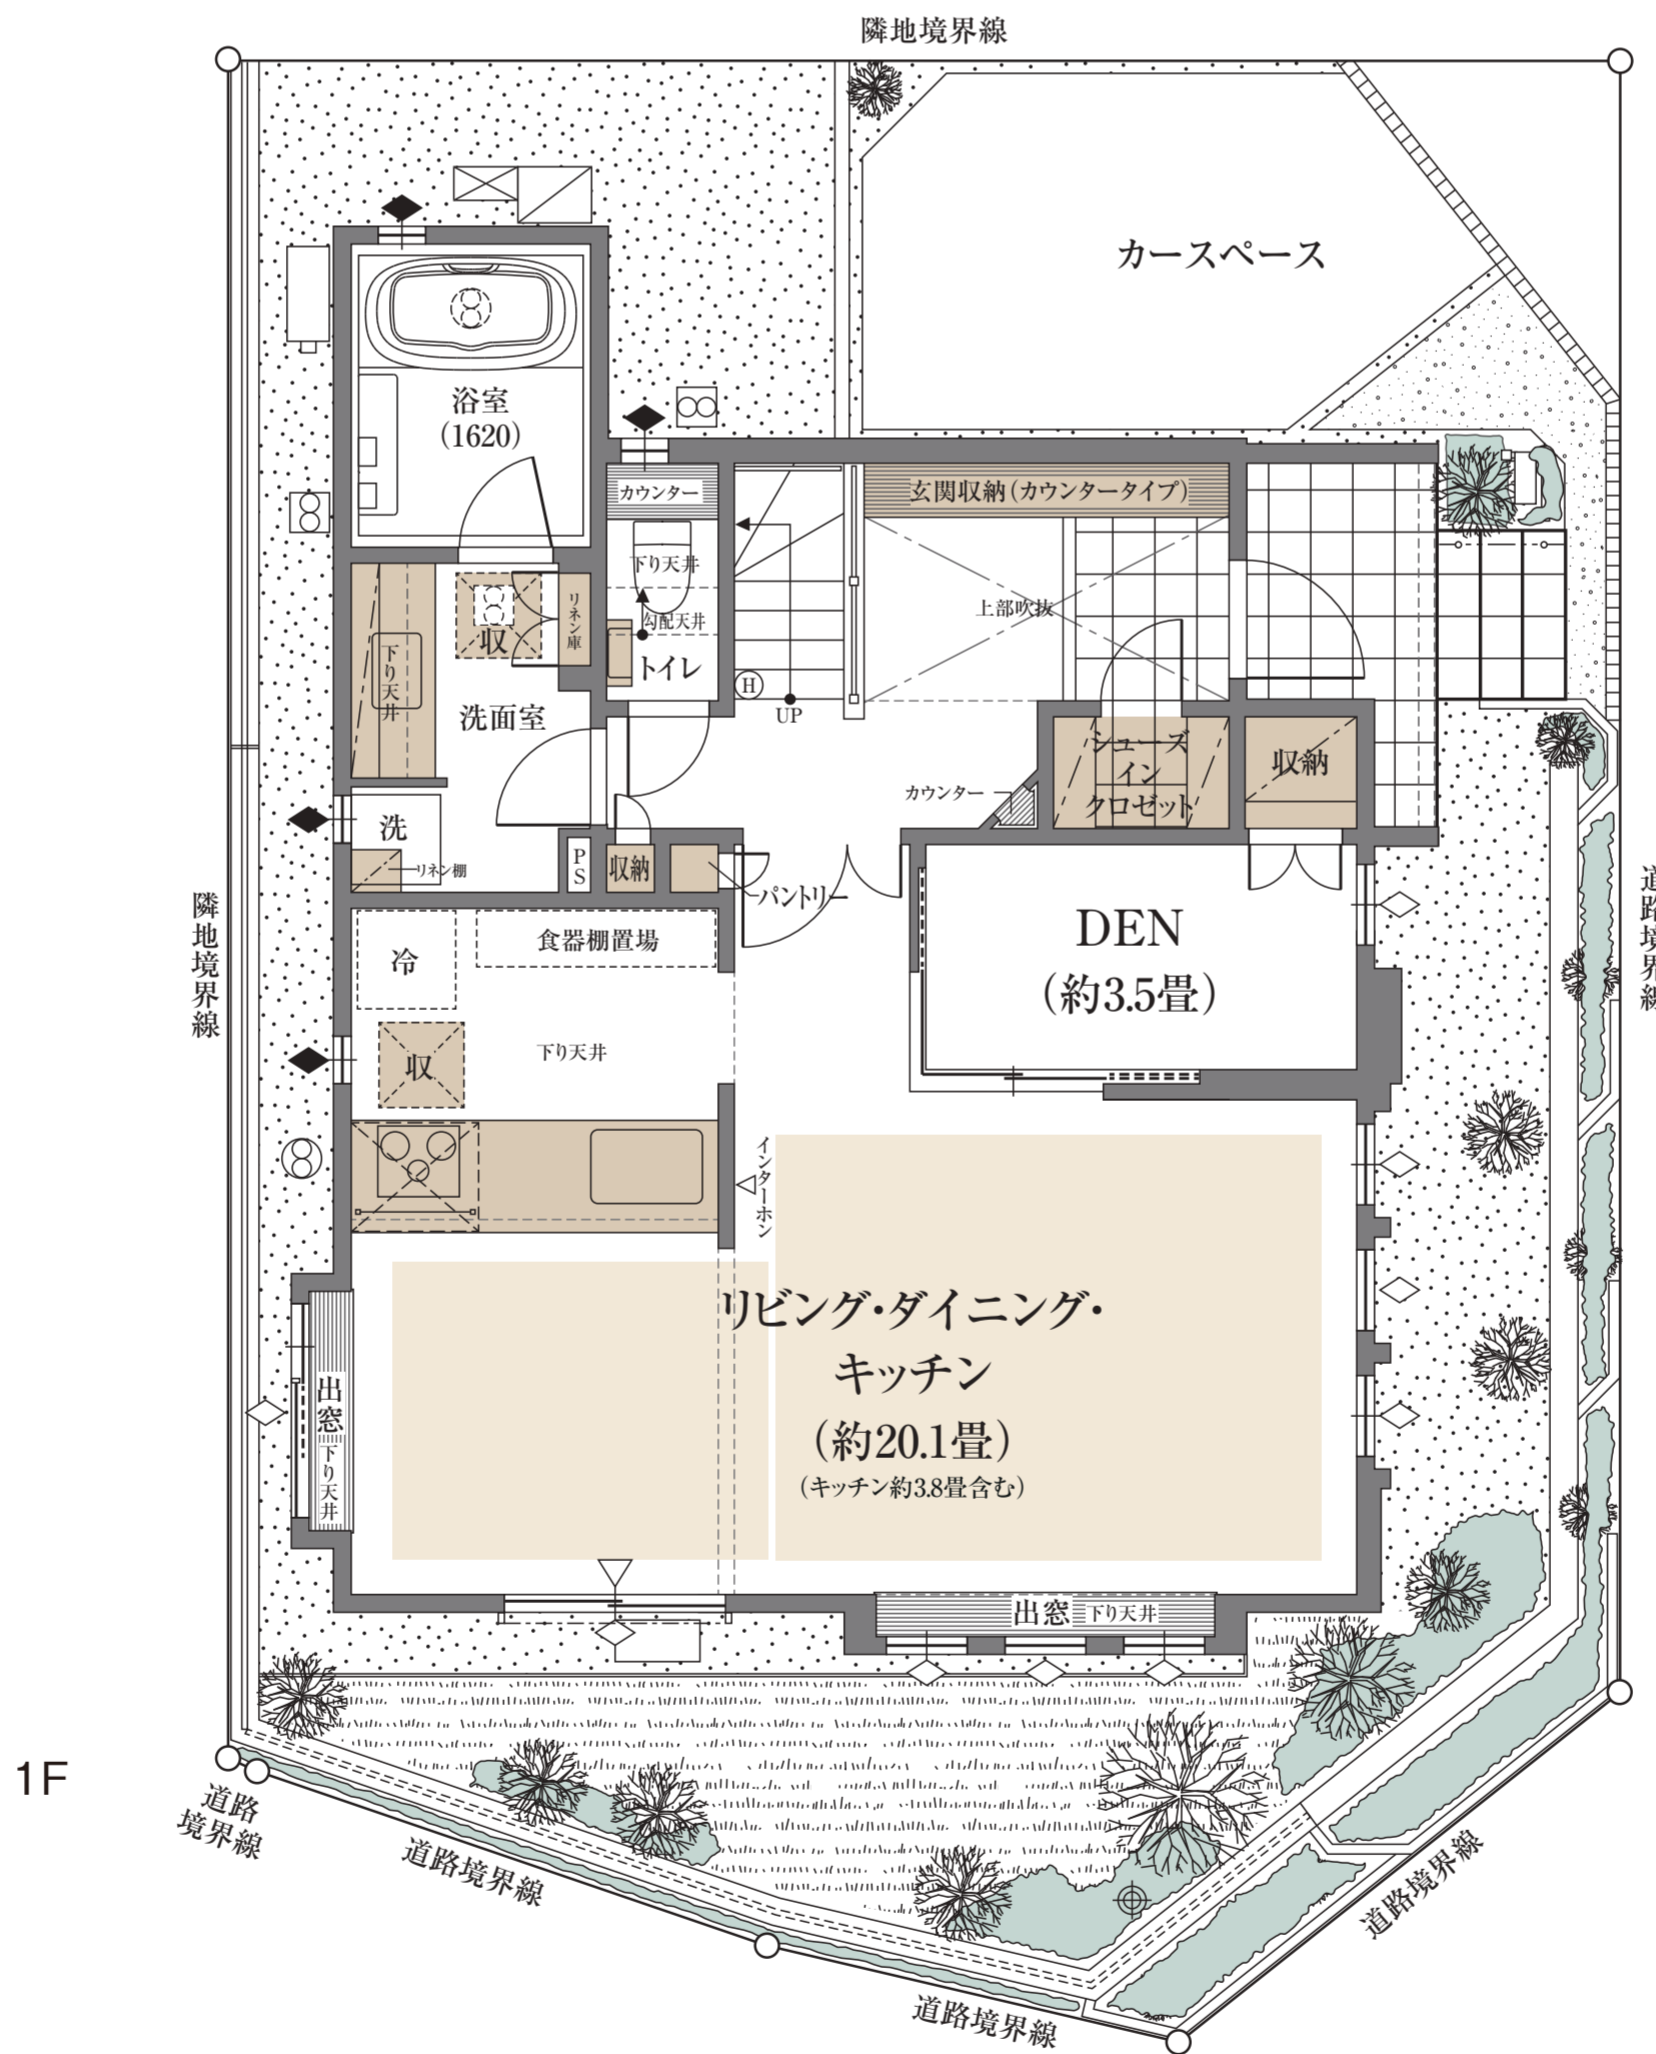 隣地境界線
カースペース
浴室
(1620)
カウンター
下り天井
勾配天井
トイレ
玄関収納(カウンタータイプ)
上部吹抜
リネン庫
収
下り天井
洗面室
H
UP
シューズ
イン
クロゼット
収納
カウンター
洗
リネン棚
PS
収納
パントリー
隣地境界線
道路境界線
冷
食器棚置場
DEN
(約3.5畳)
収
下り天井
インターホン
リビング・ダイニング・
キッチン
(約20.1畳)
(キッチン約3.8畳含む)
出窓
下り天井
出窓 下り天井
1F
道路
境界線
道路境界線
道路境界線
道路境界線